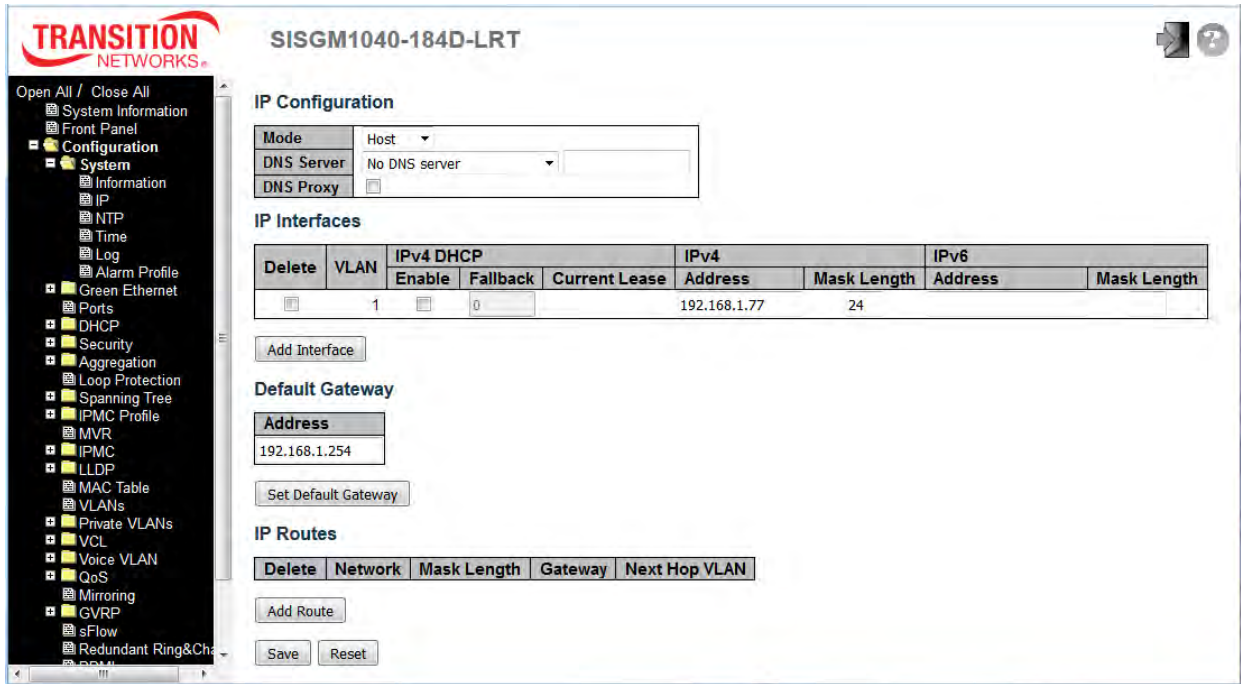 TRANSITION
NETWORKS®
SISGM1040-184D-LRT
Open All / Close All
System Information
Front Panel
Configuration
System
Information
IP
NTP
Time
Log
Alarm Profile
Green Ethernet
Ports
DHCP
Security
Aggregation
Loop Protection
Spanning Tree
IPMC Profile
MVR
IPMC
LLDP
MAC Table
VLANs
Private VLANs
VCL
Voice VLAN
QoS
Mirroring
GVRP
sFlow
Redundant Ring&Cha
IP Configuration
Mode Host
DNS Server No DNS server
DNS Proxy
IP Interfaces
Delete VLAN IPv4 DHCP IPv4 IPv6
Enable Fallback Current Lease Address Mask Length Address Mask Length
1 0 192.168.1.77 24
Add Interface
Default Gateway
Address
192.168.1.254
Set Default Gateway
IP Routes
Delete Network Mask Length Gateway Next Hop VLAN
Add Route
Save Reset